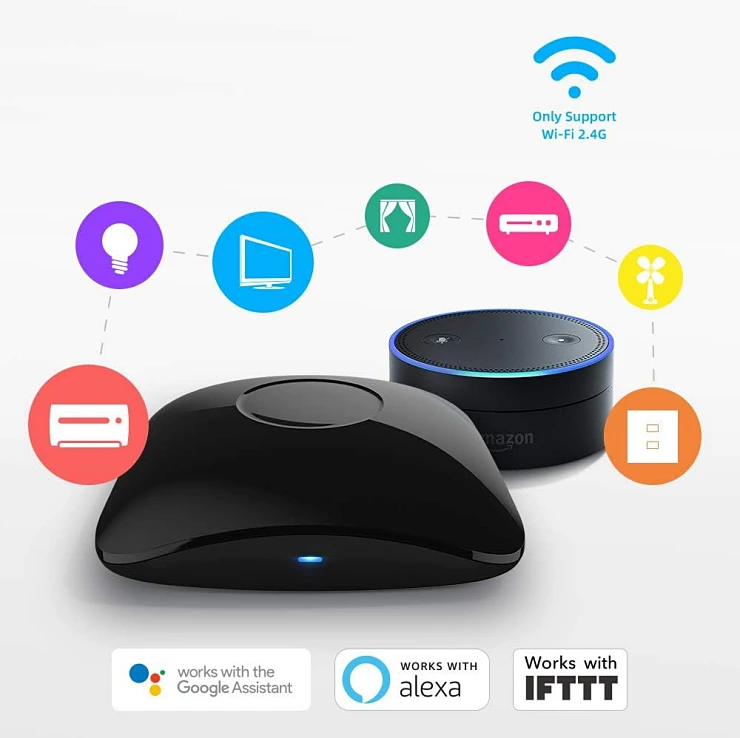 Only Support
Wi-Fi 2.4G
amazon
works with the
Google Assistant
WORKS WITH
alexa
Works with
IFTTT